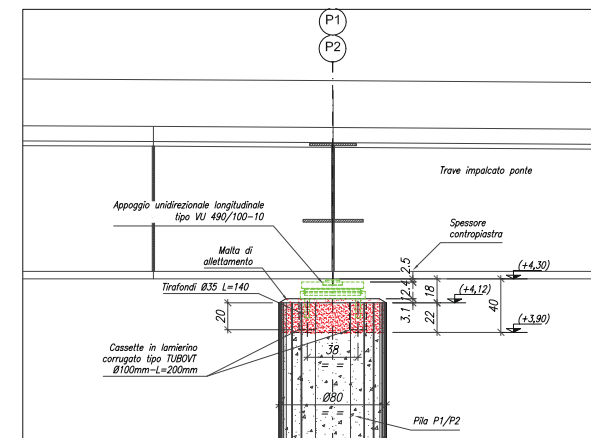 P1
P2
Trave impalcato ponte
Appoggio unidirezionale longitudinale
tipo VU 490/100-10
Spessore
contropiastra
Malta di
allettamento
Tirafondi Ø35 L=140
2.5
12.4
3.1
18
22
40
(+4,30)
(+4,12)
(+3,90)
20
Cassette in lamierino
corrugato tipo TUBOVT
Ø100mm-L=200mm
38
Ø80
Pila P1/P2